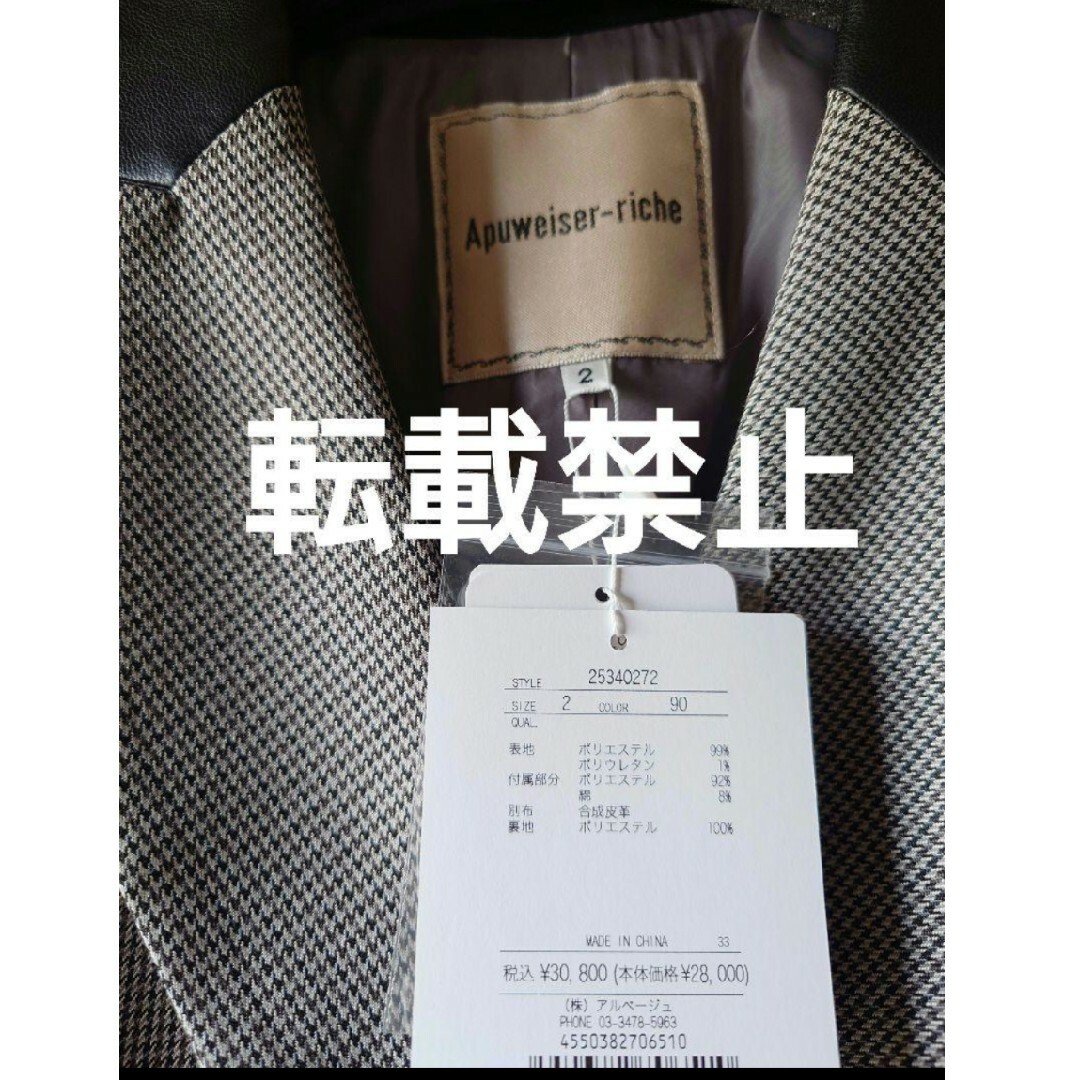 Apuweiser-riche
2
転載禁止
STYLE 25340272
SIZE 2 COLOR 90
QUAL.
表地 ポリエステル 99%
ポリウレタン 1%
付属部分 ポリエステル 92%
綿 8%
別布 合成皮革
裏地 ポリエステル 100%
MADE IN CHINA 33
税込 ¥30,800 (本体価格¥28,000)
(株) アルページュ
PHONE 03-3478-5963
4550382706510